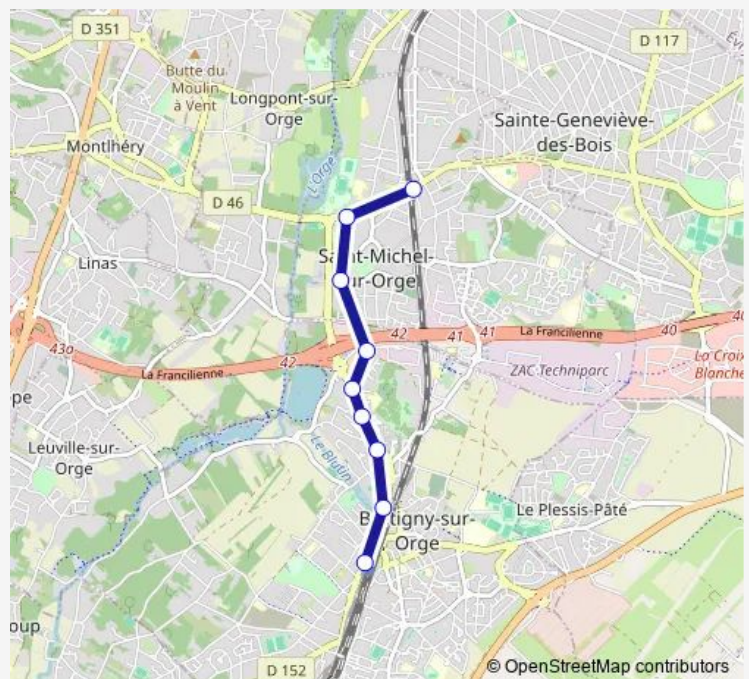 D 351
D 117
Év
Butte du
Moulin
à Vent
Longpont-sur-
Orge
Sainte-Geneviève-
des-Bois
Montlhéry
L'Orge
D 46
Linas
Saint-Michel-
sur-Orge
43a
La Francilienne
42
42
41
41
La Francilienne
40
40
La Croix
Blanche
ZAC Techniparc
pe
Leuville-sur-
Orge
Le Blutin
Brétigny-sur-
Orge
Le Plessis-Pâté
oup
D 152
© OpenStreetMap contributors